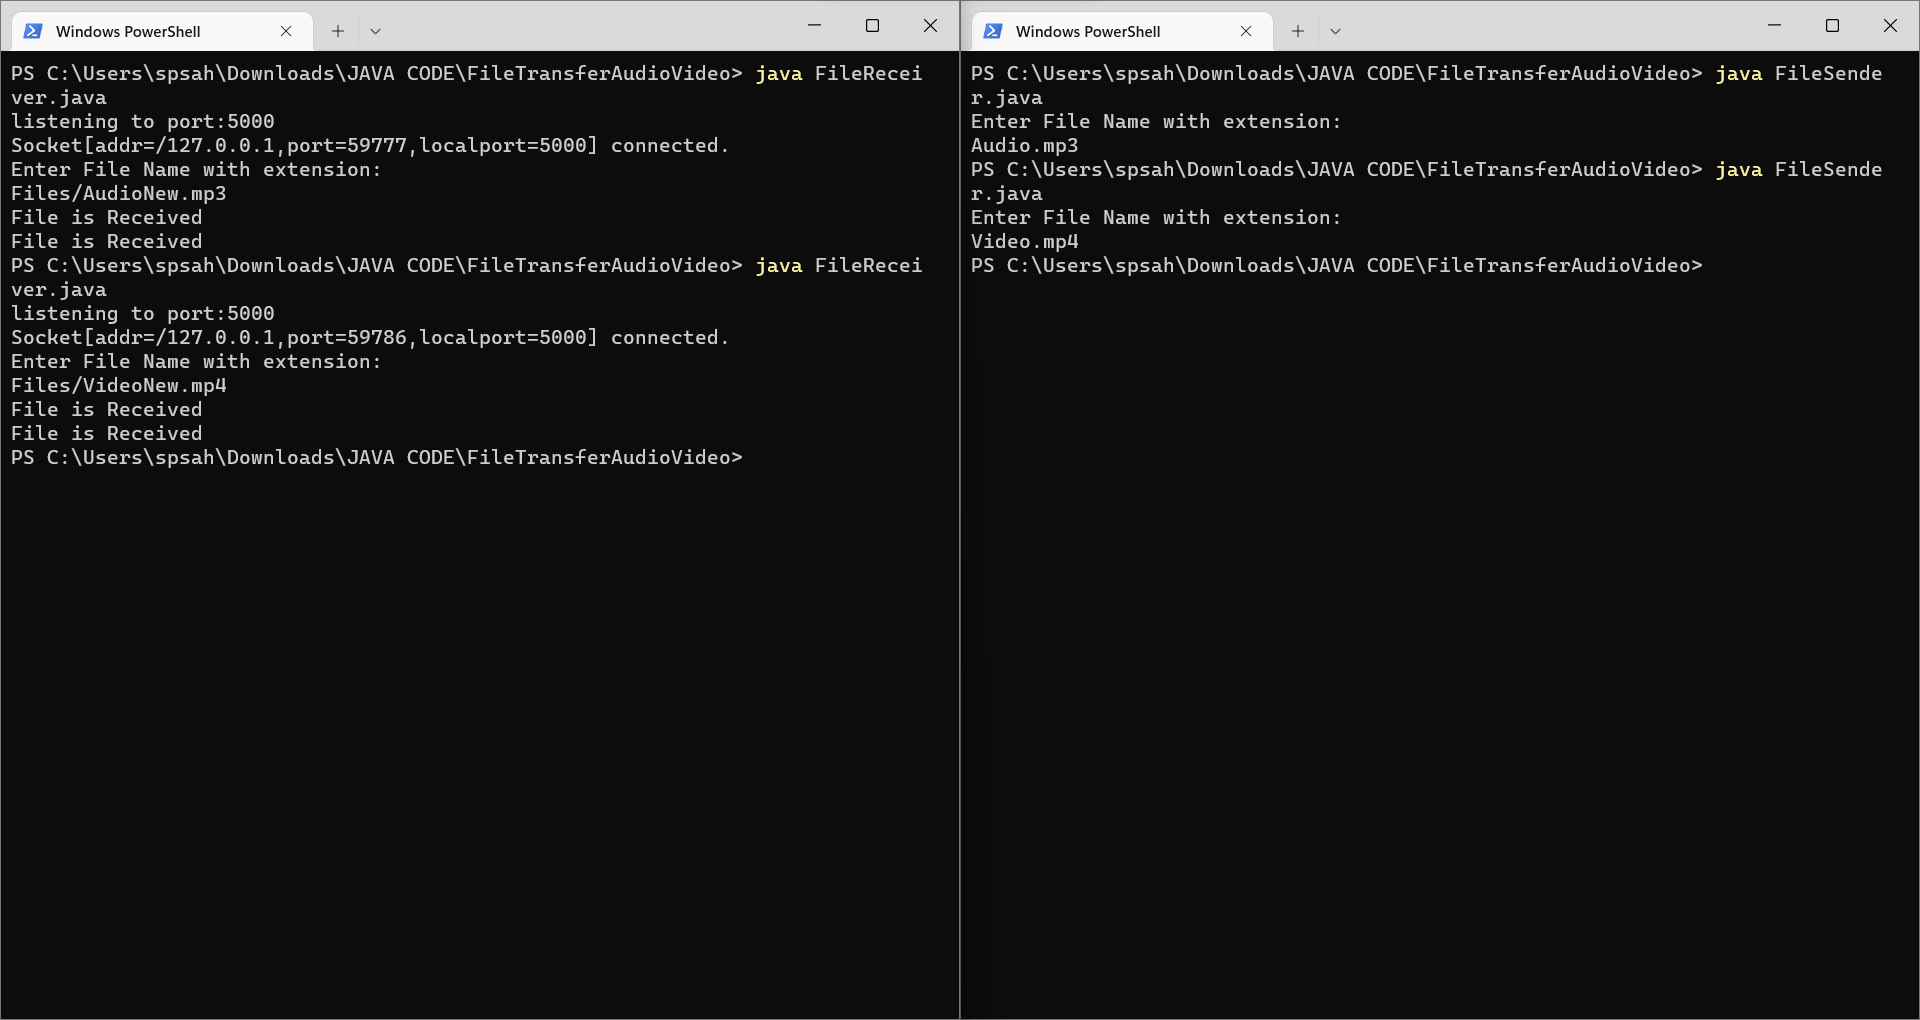 Windows PowerShell
PS C:\Users\spsah\Downloads\JAVA CODE\FileTransferAudioVideo> java FileRecei
ver.java
listening to port:5000
Socket[addr=/127.0.0.1,port=59777,localport=5000] connected.
Enter File Name with extension:
Files/AudioNew.mp3
File is Received
File is Received
PS C:\Users\spsah\Downloads\JAVA CODE\FileTransferAudioVideo> java FileRecei
ver.java
listening to port:5000
Socket[addr=/127.0.0.1,port=59786,localport=5000] connected.
Enter File Name with extension:
Files/VideoNew.mp4
File is Received
File is Received
PS C:\Users\spsah\Downloads\JAVA CODE\FileTransferAudioVideo>
Windows PowerShell
PS C:\Users\spsah\Downloads\JAVA CODE\FileTransferAudioVideo> java FileSende
r.java
Enter File Name with extension:
Audio.mp3
PS C:\Users\spsah\Downloads\JAVA CODE\FileTransferAudioVideo> java FileSende
r.java
Enter File Name with extension:
Video.mp4
PS C:\Users\spsah\Downloads\JAVA CODE\FileTransferAudioVideo>